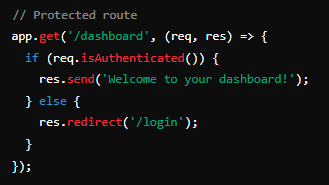 // Protected route
app.get('/dashboard', (req, res) => {
  if (req.isAuthenticated()) {
    res.send('Welcome to your dashboard!');
  } else {
    res.redirect('/login');
  }
});